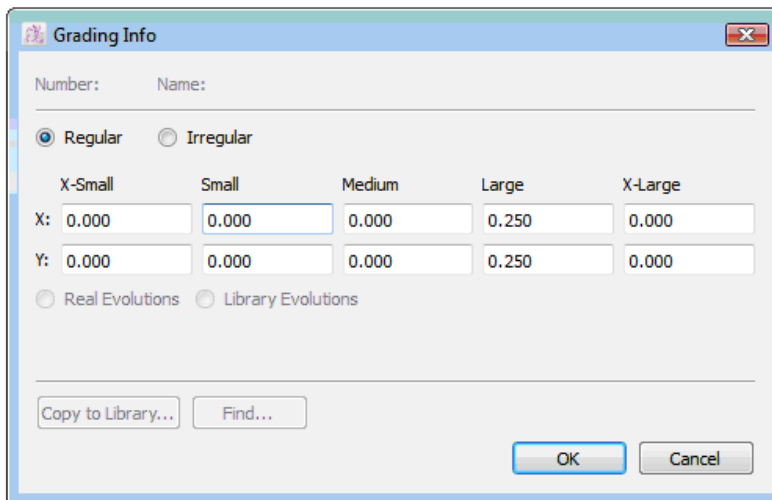 Grading Info
Number: Name:
Regular Irregular
X-Small Small Medium Large X-Large
X: 0.000 0.000 0.000 0.250 0.000
Y: 0.000 0.000 0.000 0.250 0.000
Real Evolutions Library Evolutions
Copy to Library... Find...
OK Cancel